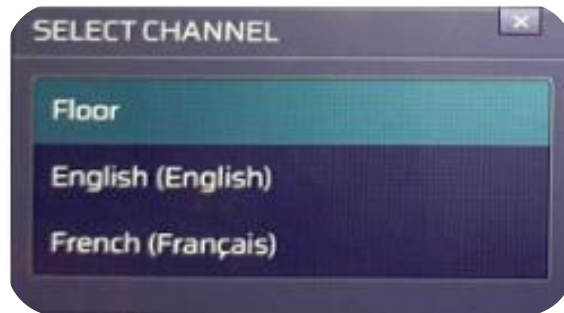 SELECT CHANNEL
Floor
English (English)
French (Français)